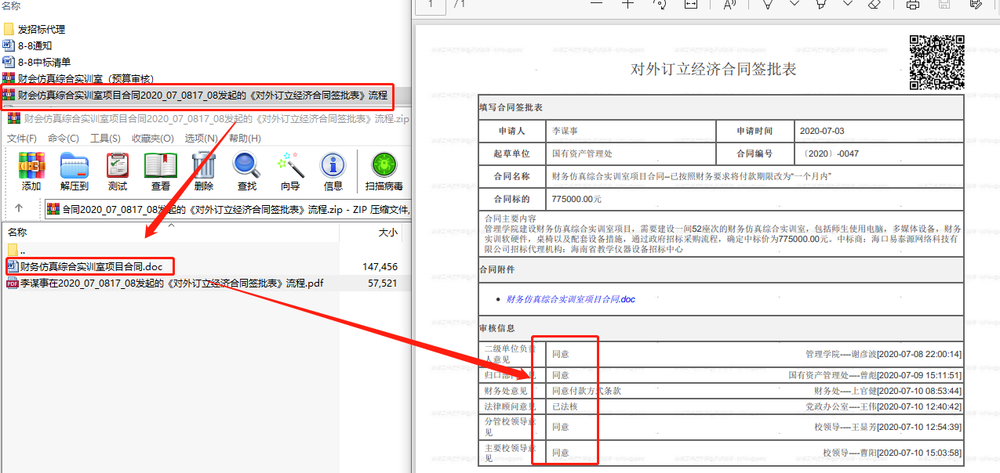 名称
发招标代理
8-8通知
8-8中标清单
财会仿真综合实训室（预算审核）
财会仿真综合实训室项目合同2020_07_0817_08发起的《对外订立经济合同签批表》流程
财会仿真综合实训室项目合同2020_07_0817_08发起的《对外订立经济合同签批表》流程.zip
文件(F) 命令(C) 工具(S) 收藏夹(O) 选项(N) 帮助(H)
添加 解压到 测试 查看 删除 查找 向导 信息 扫描病毒
合同2020_07_0817_08发起的《对外订立经济合同签批表》流程.zip - ZIP 压缩文件,
名称 大小
..
财务仿真综合实训室项目合同.doc 147,456
李谋事在2020_07_0817_08发起的《对外订立经济合同签批表》流程.pdf 57,521
1 / 1
对外订立经济合同签批表
填写合同签批表
申请人 李谋事 申请时间 2020-07-03
起草单位 国有资产管理处 合同编号 〔2020〕-0047
合同名称 财务仿真综合实训室项目合同--已按照财务要求将付款期限改为“一个月内”
合同标的 775000.00元
合同主要内容
管理学院建设财务仿真综合实训室项目，需要建设一间52座次的财务仿真综合实训室，包括师生使用电脑，多媒体设备，财务
实训软硬件，桌椅以及配套设备措施，通过政府招标采购流程，确定中标价为775000.00元。中标商：海口易泰源网络科技有
限公司招标代理机构：海南省教学仪器设备招标中心
合同附件
• 财务仿真综合实训室项目合同.doc
审核信息
二级单位负责
人意见 同意 管理学院----谢彦波[2020-07-08 22:00:14]
归口部门意见 同意 国有资产管理处----曾彪[2020-07-09 15:11:51]
财务处意见 同意付款方式条款 财务处----上官健[2020-07-10 08:53:44]
法律顾问意见 已法核 党政办公室----王伟[2020-07-10 12:40:42]
分管校领导意
见 同意 校领导----王显芳[2020-07-10 12:54:39]
主要校领导意
见 同意 校领导----曹阳[2020-07-10 15:03:58]